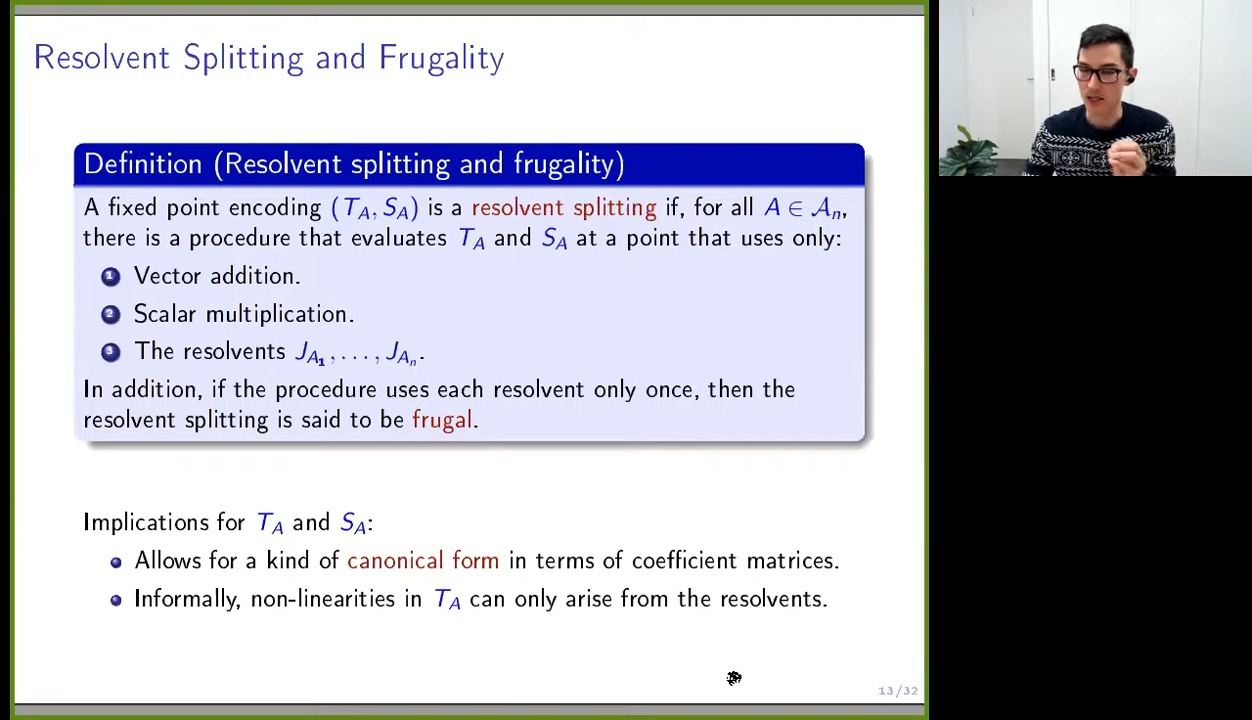 Resolvent Splitting and Frugality
Definition (Resolvent splitting and frugality)
A fixed point encoding (T_A, S_A) is a resolvent splitting if, for all A ∈ 𝒜_n,
there is a procedure that evaluates T_A and S_A at a point that uses only:
1 Vector addition.
2 Scalar multiplication.
3 The resolvents J_{A_1}, . . . , J_{A_n}.
In addition, if the procedure uses each resolvent only once, then the
resolvent splitting is said to be frugal.
Implications for T_A and S_A:
Allows for a kind of canonical form in terms of coefficient matrices.
Informally, non-linearities in T_A can only arise from the resolvents.
13/32